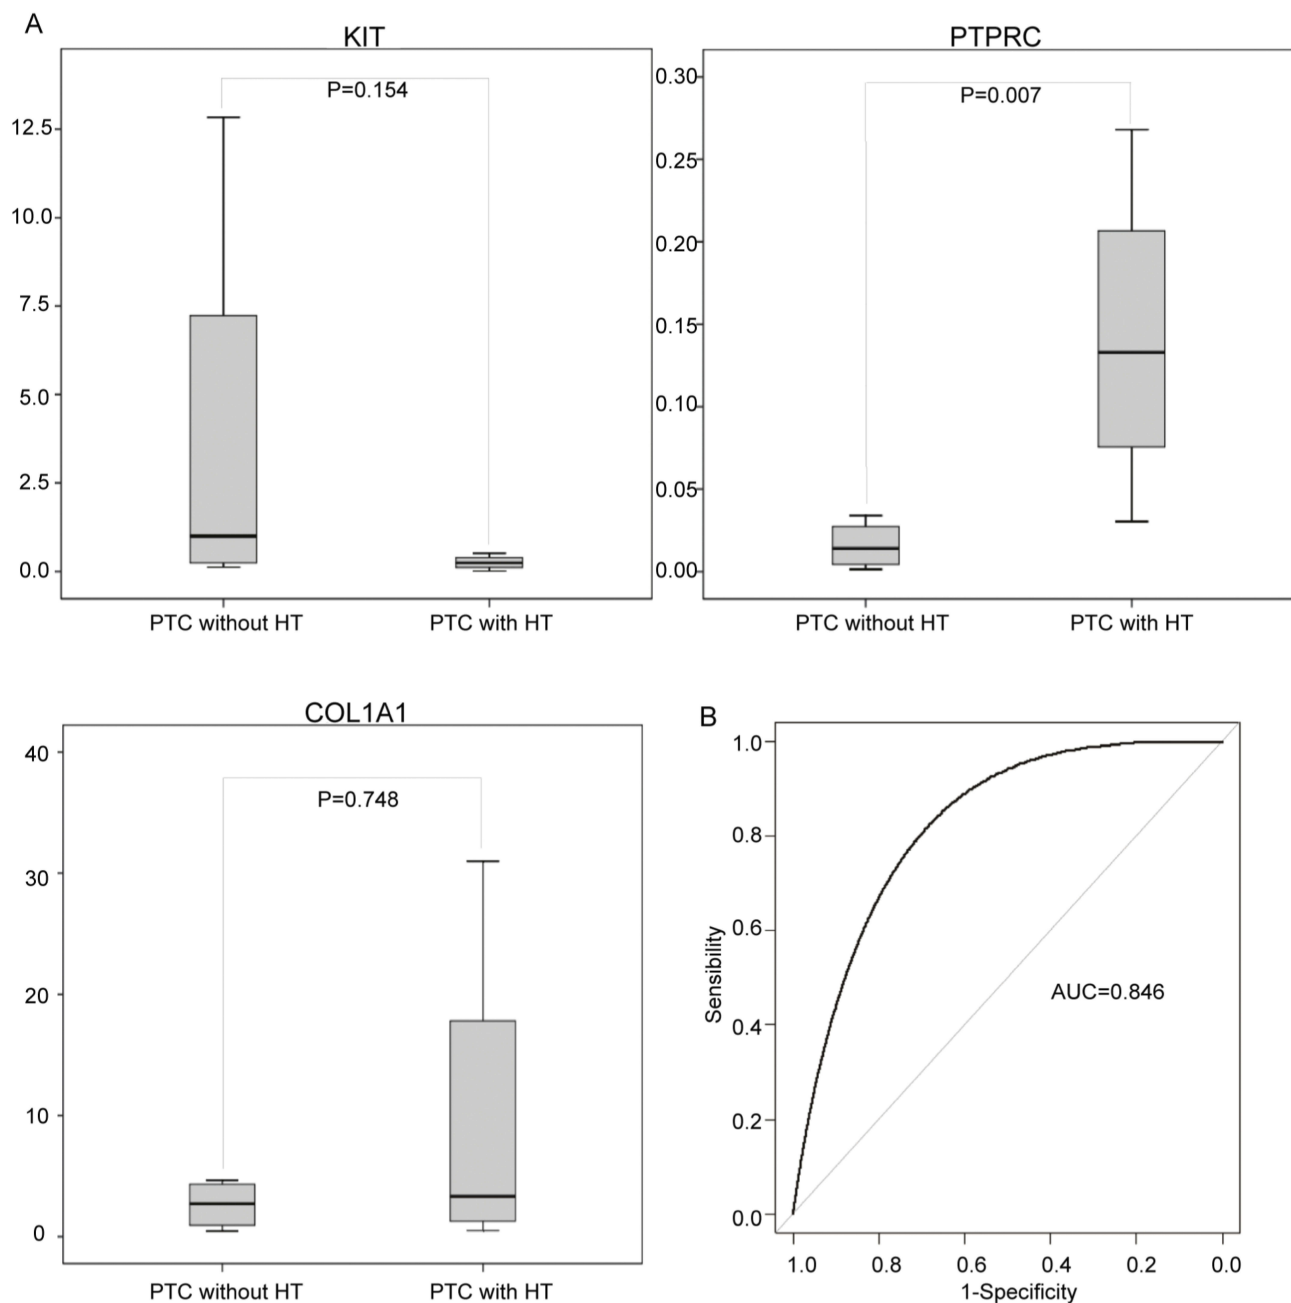 A
KIT
P=0.154
12.5
10.0
7.5
5.0
2.5
0.0
PTC without HT
PTC with HT
PTPRC
P=0.007
0.30
0.25
0.20
0.15
0.10
0.05
0.00
PTC without HT
PTC with HT
COL1A1
P=0.748
40
30
20
10
0
PTC without HT
PTC with HT
B
1.0
0.8
0.6
0.4
0.2
0.0
Sensibility
AUC=0.846
1.0 0.8 0.6 0.4 0.2 0.0
1-Specificity